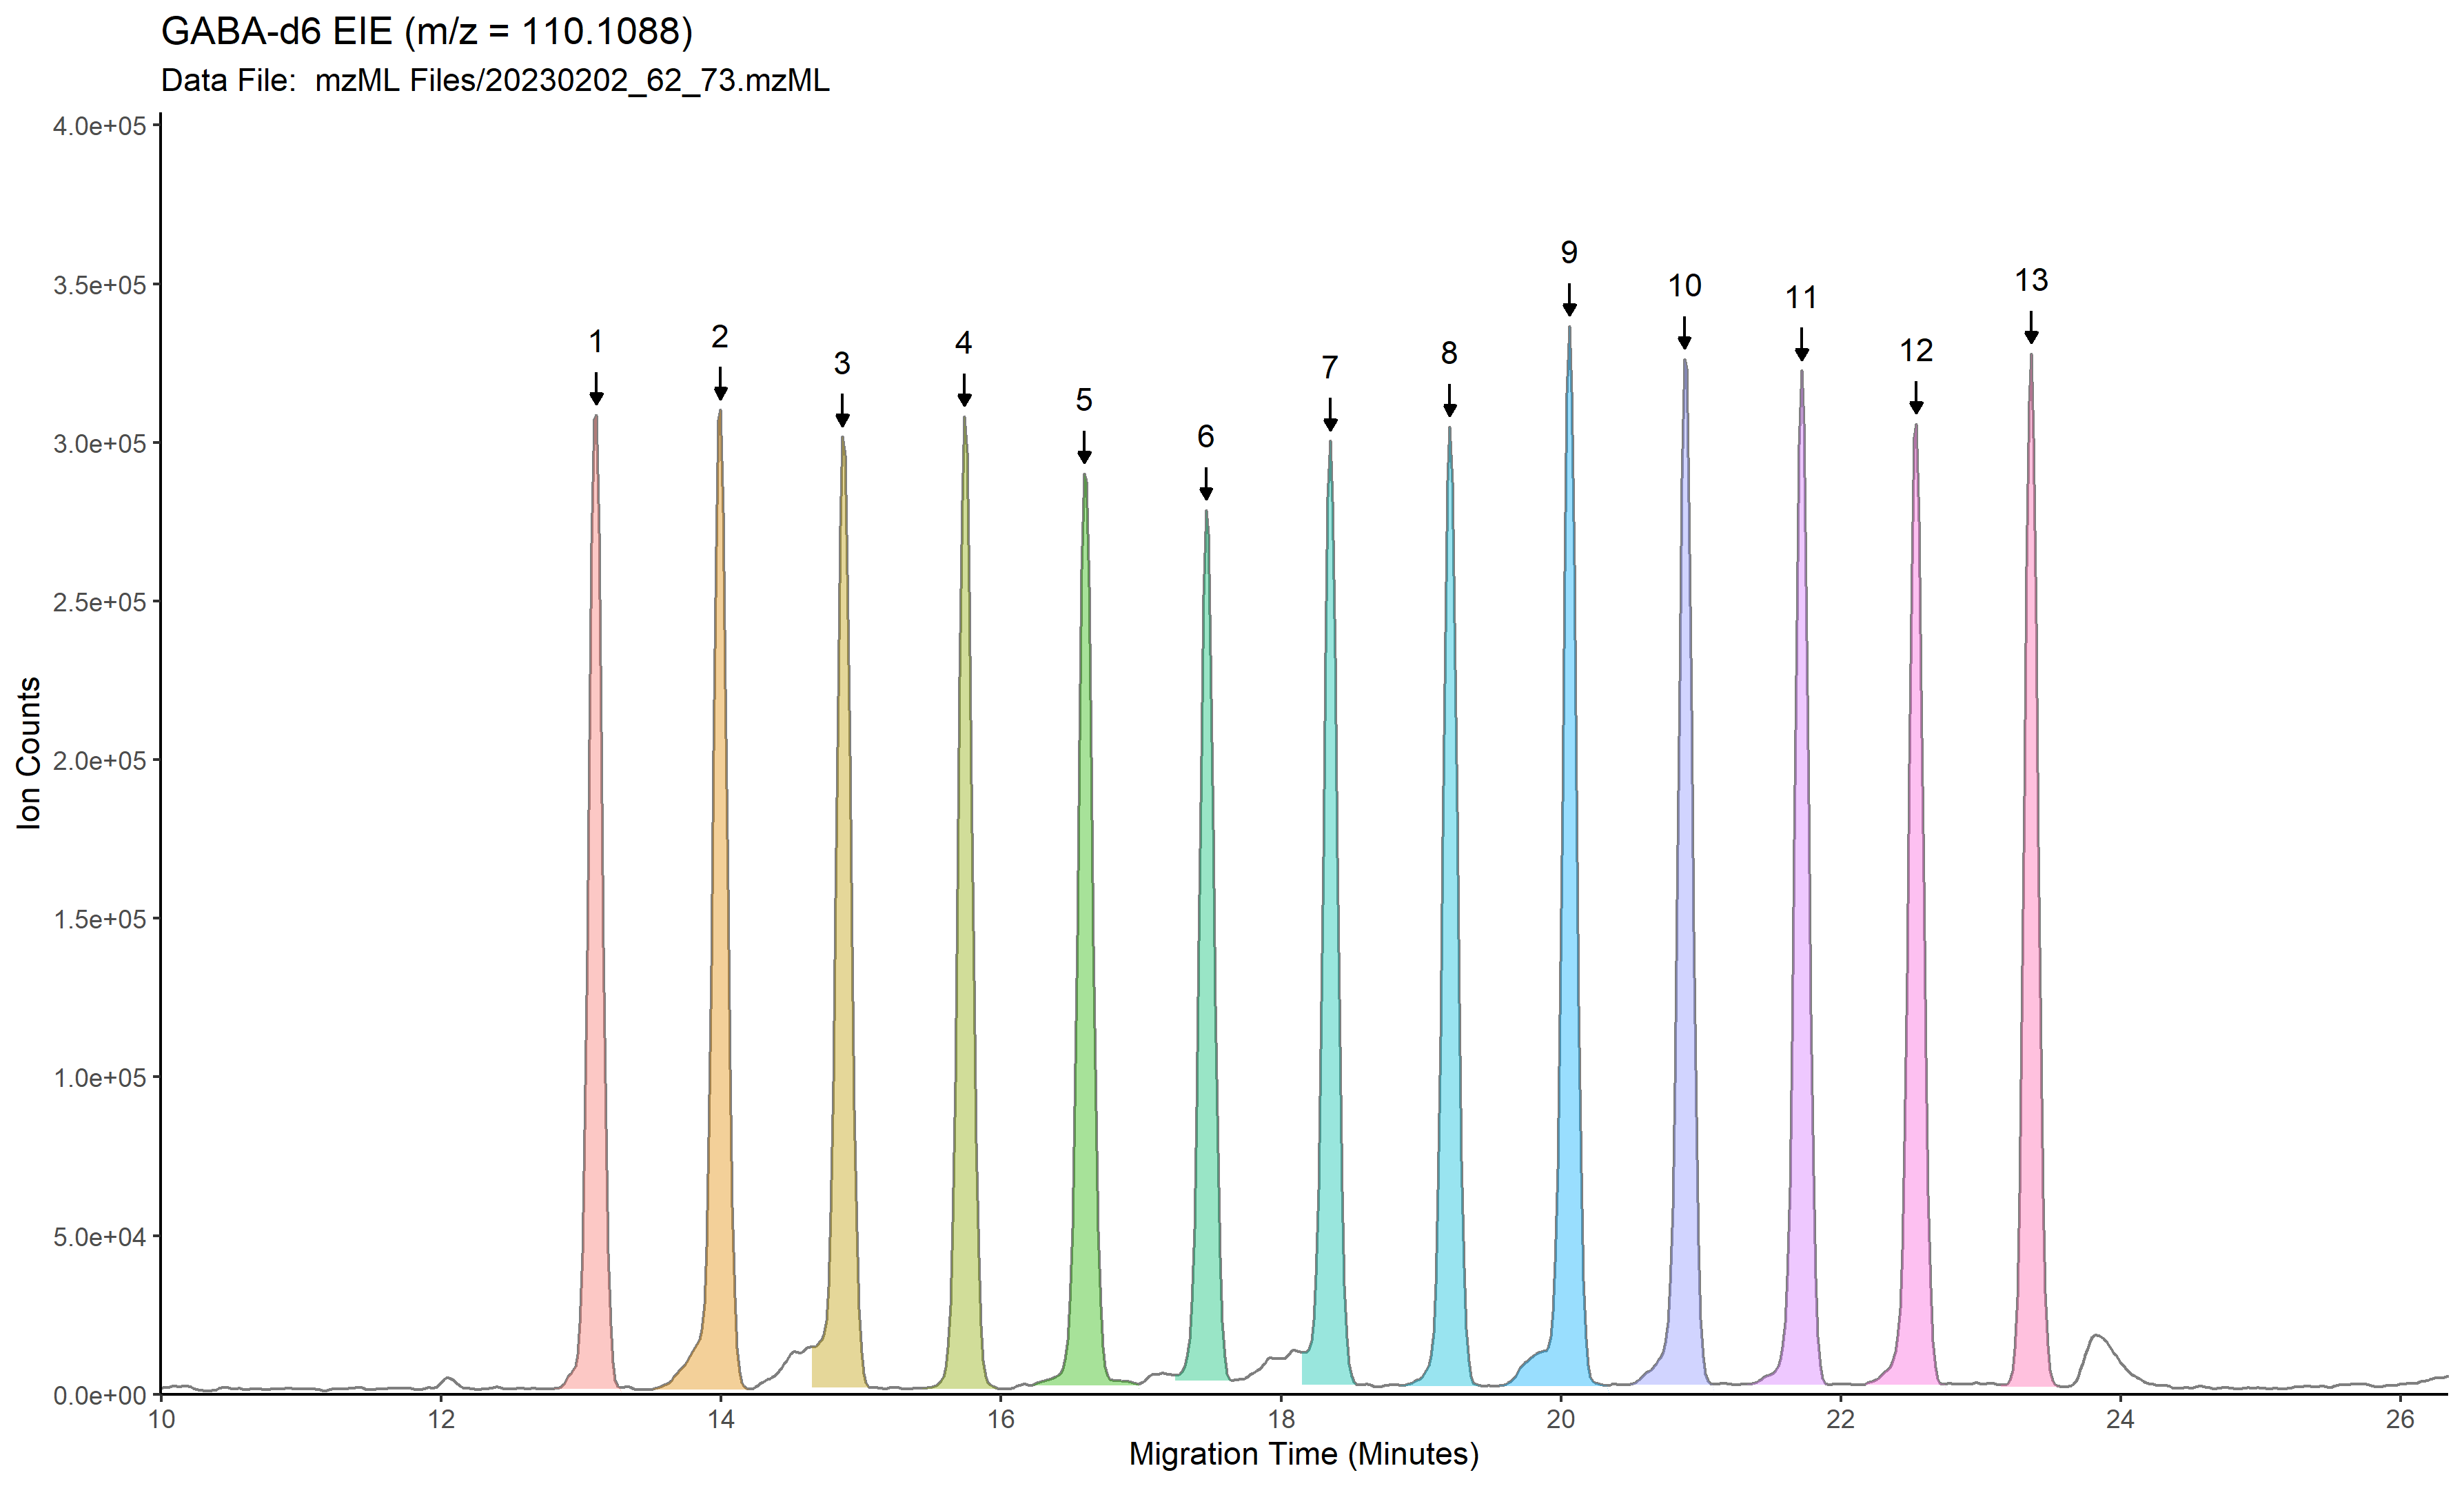 GABA-d6 EIE (m/z = 110.1088)
Data File:  mzML Files/20230202_62_73.mzML
4.0e+05
3.5e+05
3.0e+05
2.5e+05
2.0e+05
1.5e+05
1.0e+05
5.0e+04
0.0e+00
Ion Counts
1
2
3
4
5
6
7
8
9
10
11
12
13
10 12 14 16 18 20 22 24 26
Migration Time (Minutes)